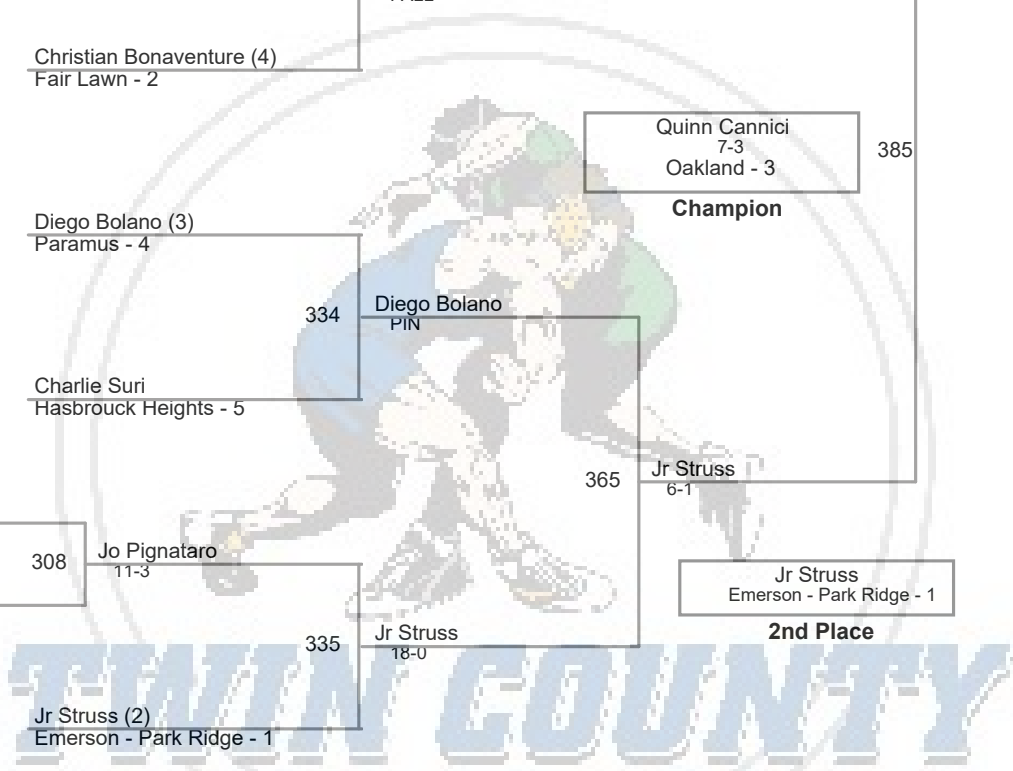 Christian Bonaventure (4)
Fair Lawn - 2
Quinn Cannici
7-3
Oakland - 3
385
Champion
Diego Bolano (3)
Paramus - 4
334
Diego Bolano
PIN
Charlie Suri
Hasbrouck Heights - 5
365
Jr Struss
6-1
308
Jo Pignataro
11-3
Jr Struss
Emerson - Park Ridge - 1
2nd Place
335
Jr Struss
18-0
Jr Struss (2)
Emerson - Park Ridge - 1
TWIN COUNTY